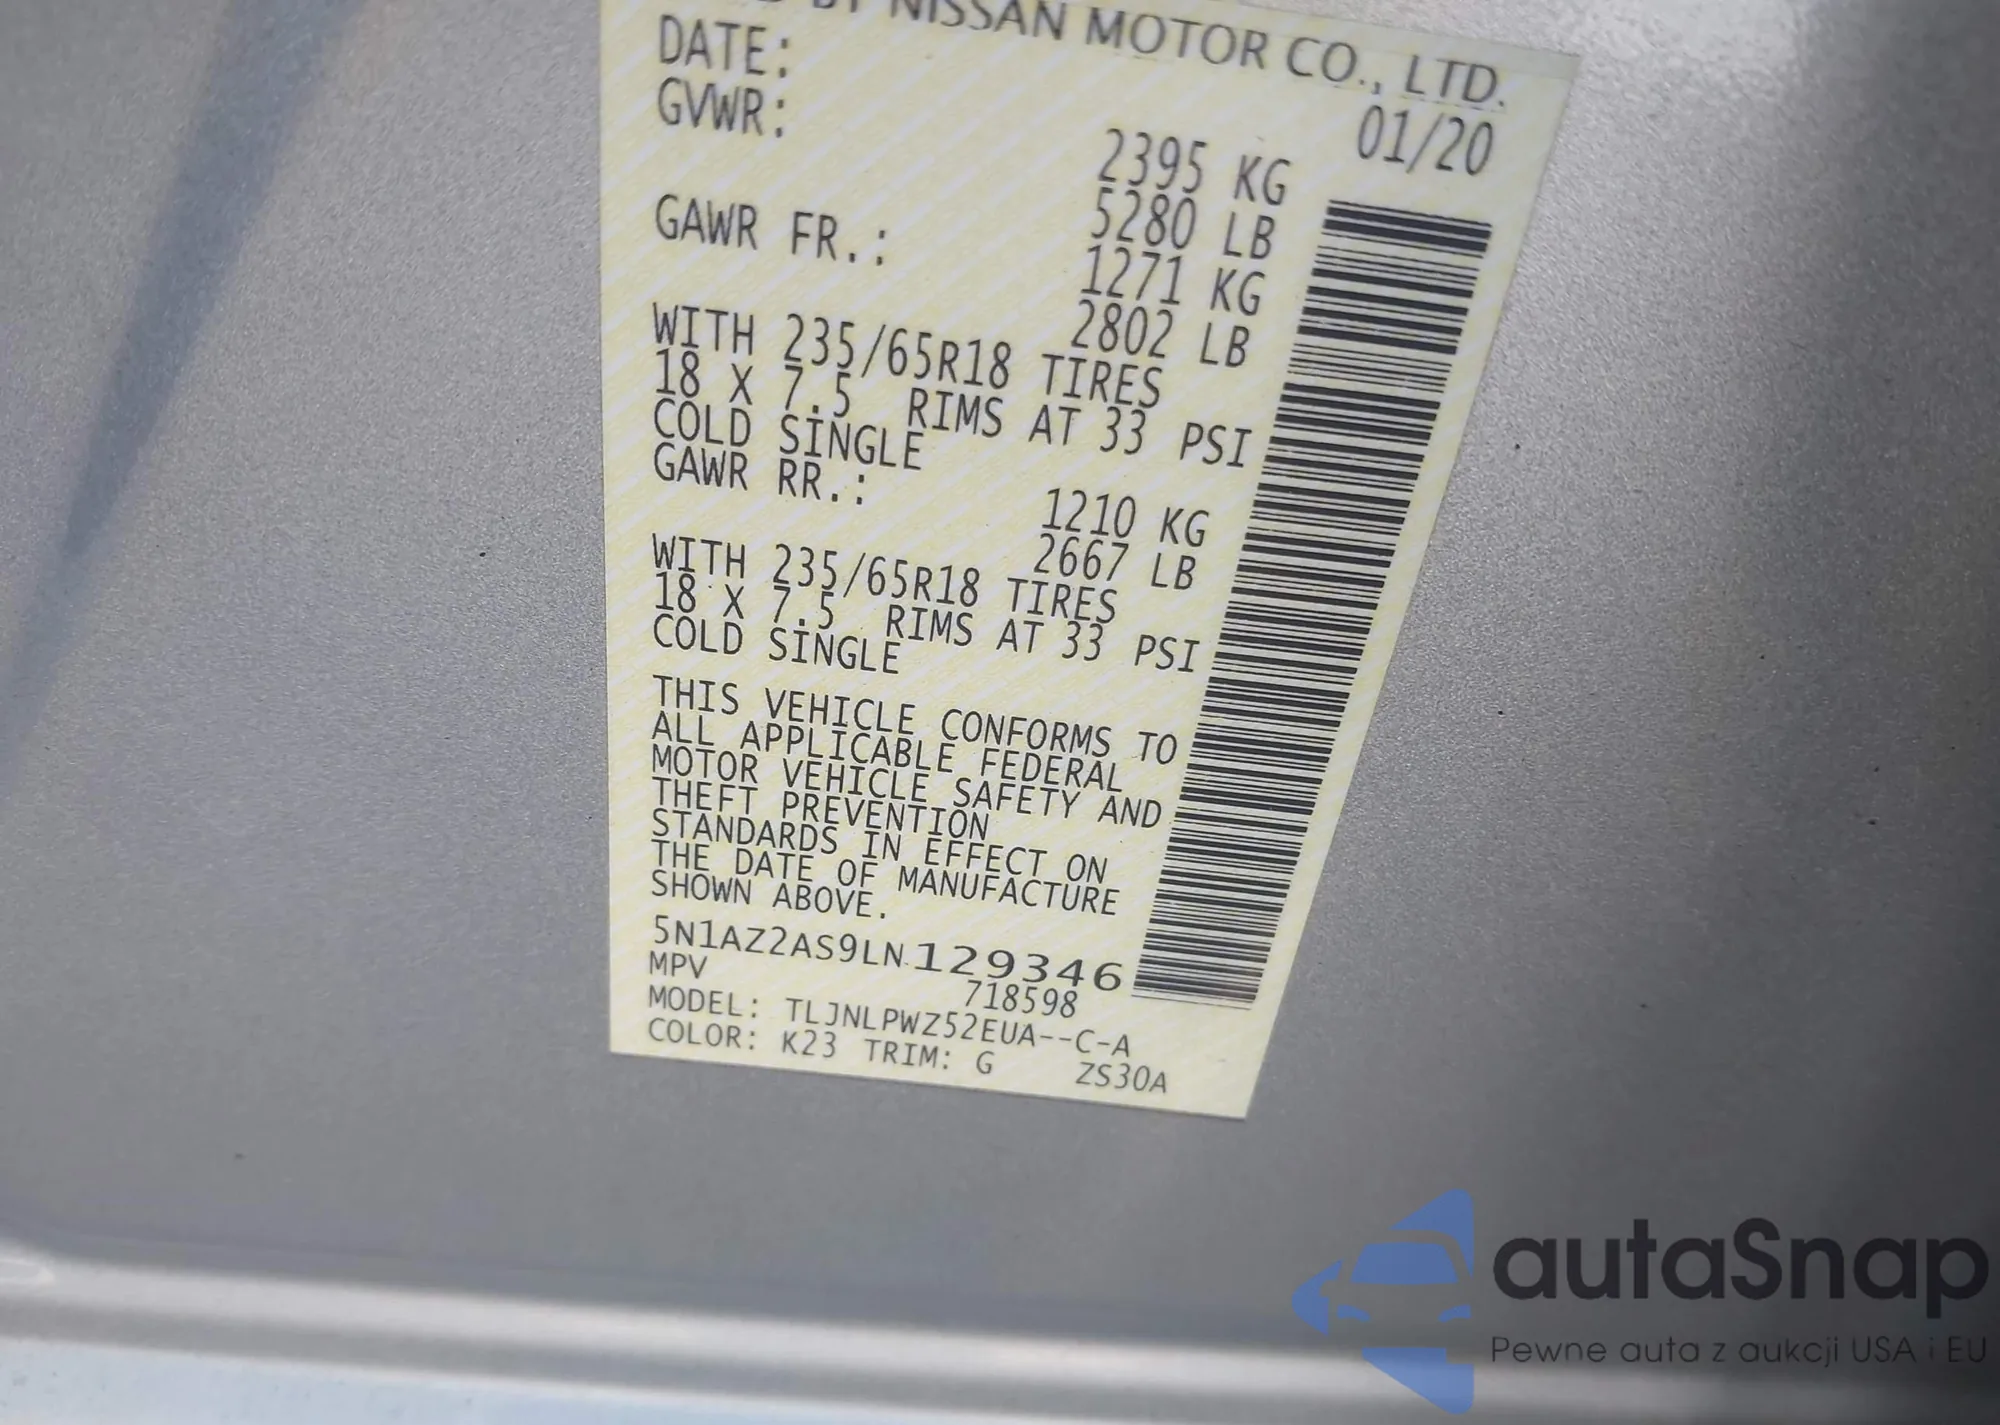 BY NISSAN MOTOR CO., LTD.
DATE: 01/20
GVWR: 2395 KG
5280 LB
GAWR FR.: 1271 KG
2802 LB
WITH 235/65R18 TIRES
18 X 7.5 RIMS AT 33 PSI
COLD SINGLE
GAWR RR.: 1210 KG
2667 LB
WITH 235/65R18 TIRES
18 X 7.5 RIMS AT 33 PSI
COLD SINGLE
THIS VEHICLE CONFORMS TO
ALL APPLICABLE FEDERAL
MOTOR VEHICLE SAFETY AND
THEFT PREVENTION
STANDARDS IN EFFECT ON
THE DATE OF MANUFACTURE
SHOWN ABOVE.
5N1AZ2AS9LN 129346
MPV 718598
MODEL: TLJNLPWZ52EUA--C-A
COLOR: K23 TRIM: G ZS30A
autaSnap
Pewne auta z aukcji USA i EU